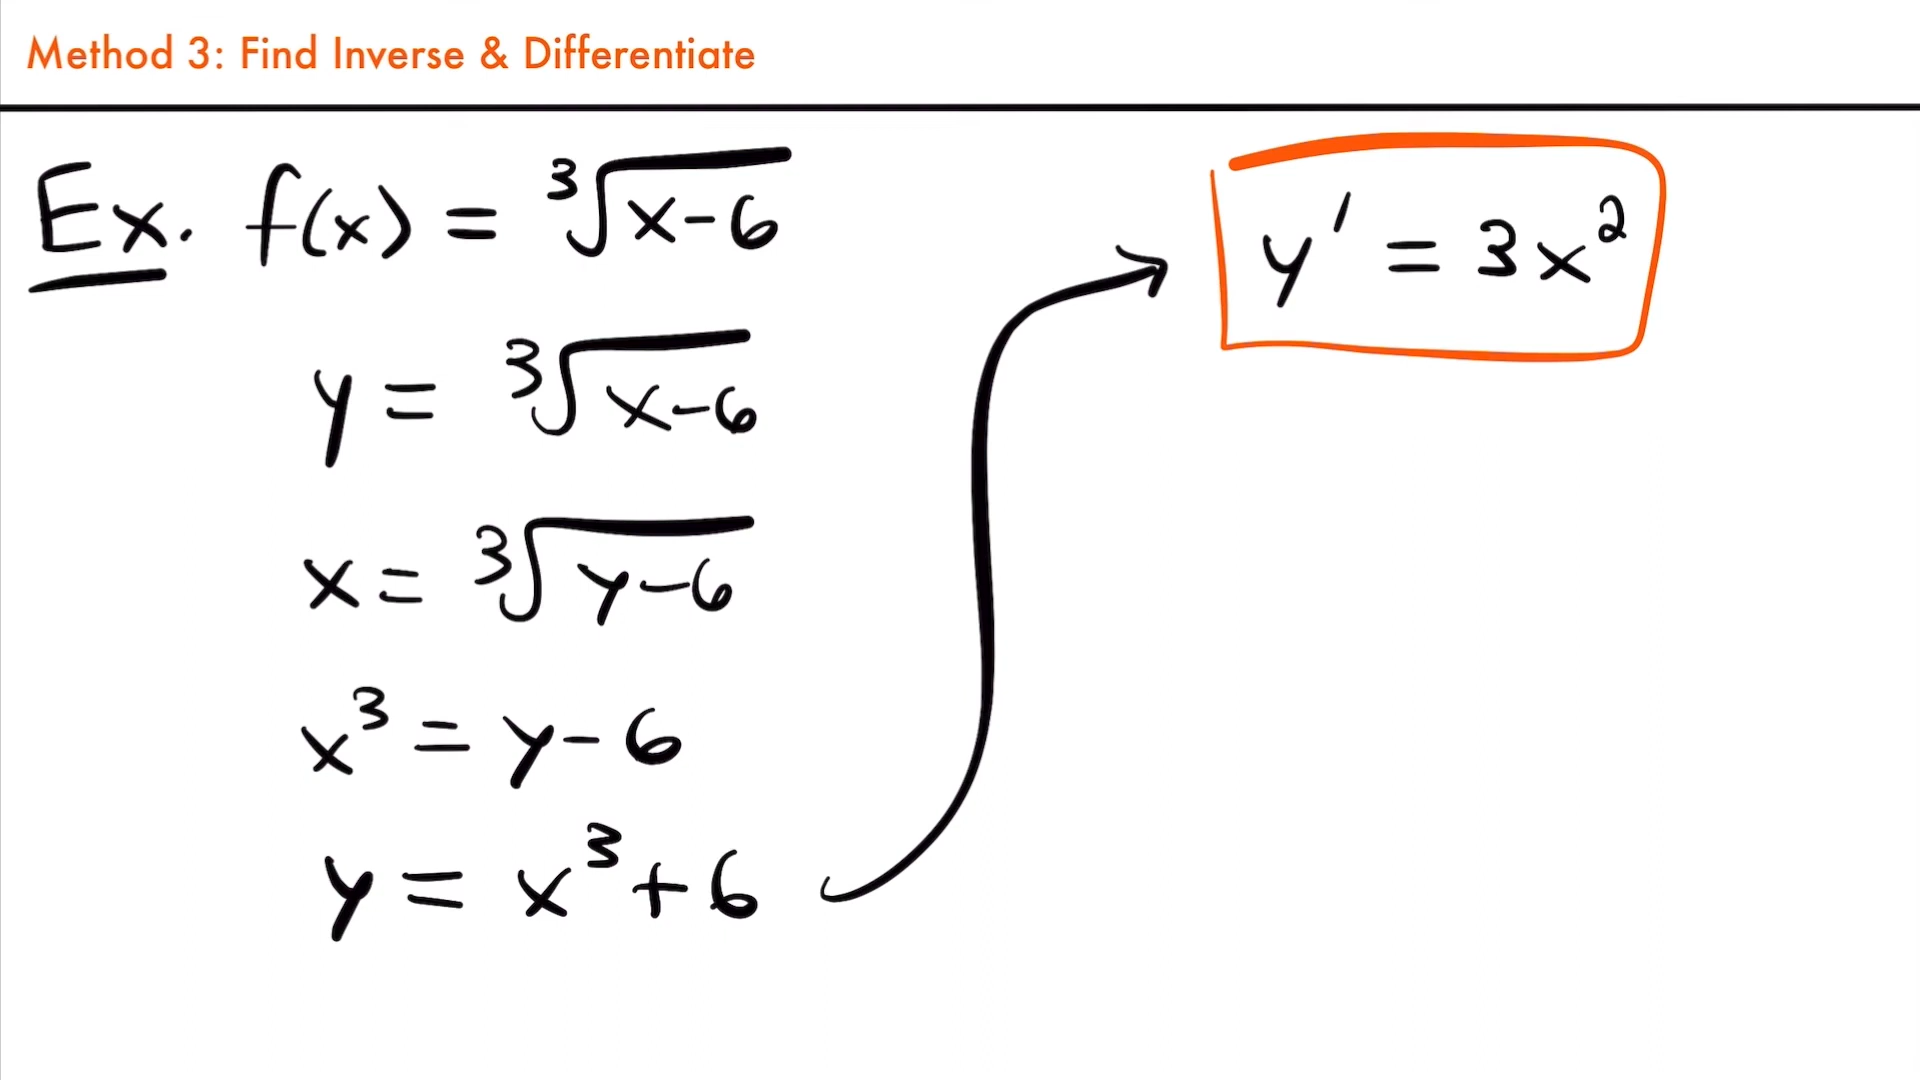 Method 3: Find Inverse & Differentiate
Ex. f(x) = ∛x-6
y = ∛x-6
x = ∛y-6
x³ = y-6
y = x³+6
y' = 3x²